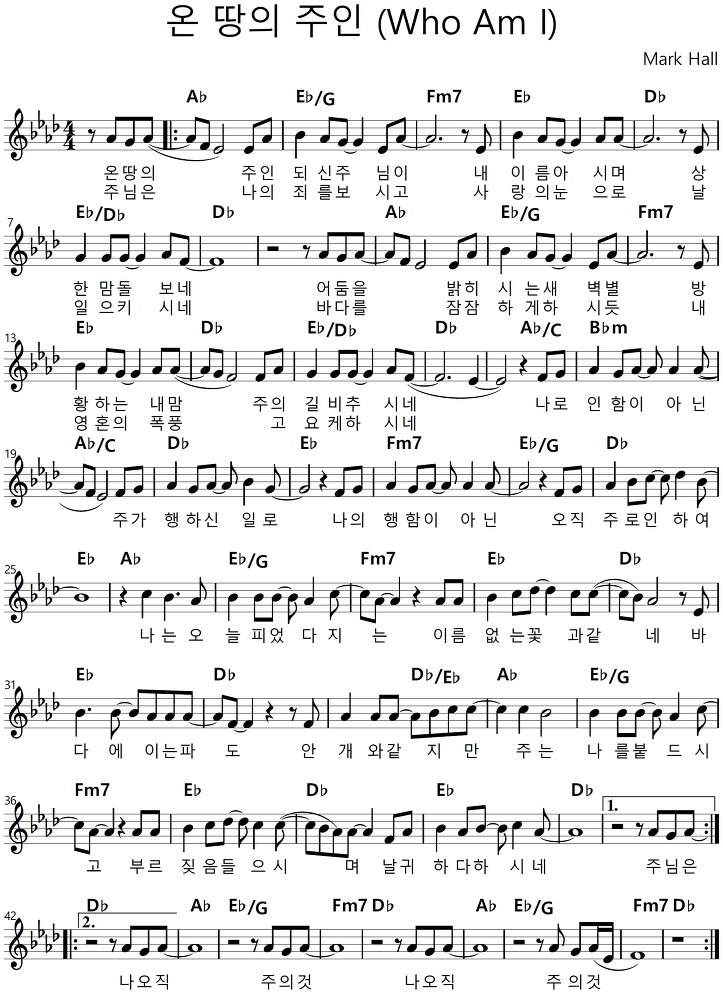 온 땅의 주인 (Who Am I)
Mark Hall
A♭ E♭/G Fm7 E♭ D♭
온땅의 주인 되 신주 님이 내 이 름아 시며 상
주님은 나의 죄 를보 시고 사 랑 의눈 으로 날
7 E♭/D♭ D♭ A♭ E♭/G Fm7
한 맘돌 보네 어둠을 밝히 시 는새 벽별 방
일 으키 시네 바다를 잠잠 하 게하 시듯 내
13 E♭ D♭ E♭/D♭ D♭ A♭/C B♭m
황 하는 내맘 주의 길 비추 시네 나로 인 함이 아 닌
영 혼의 폭풍 고 요 케하 시네
19 A♭/C D♭ E♭ Fm7 E♭/G D♭
주가 행 하신 일 로 나의 행 함이 아 닌 오직 주 로인 하 여
25 E♭ A♭ E♭/G Fm7 E♭ D♭
나 는 오 늘 피었 다 지 는 이름 없 는꽃 과같 네 바
31 E♭ D♭ D♭/E♭ A♭ E♭/G
다 에 이는파 도 안 개 와같 지 만 주 는 나 를붙 드 시
36 Fm7 E♭ D♭ E♭ D♭ 1.
고 부르 짖 음들 으 시 며 날귀 하 다하 시 네 주님은
42 D♭ A♭ E♭/G Fm7 D♭ A♭ E♭/G Fm7 D♭
2.
나오직 주의것 나오직 주 의것